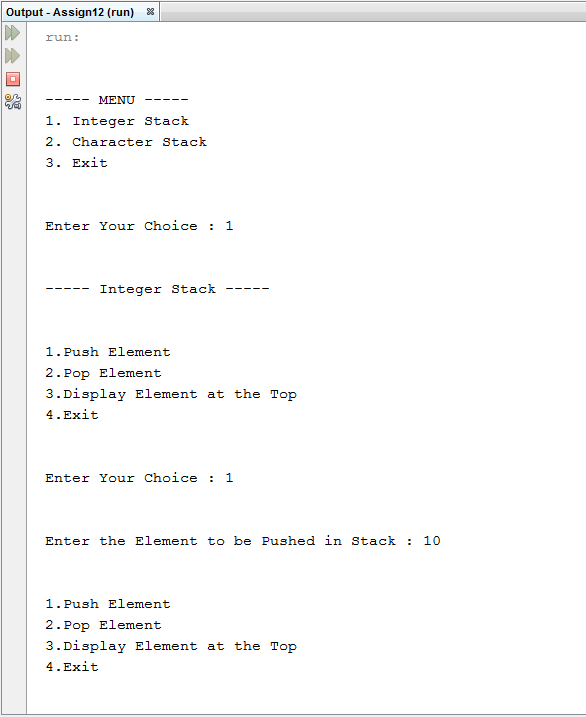 Output - Assign12 (run)
run:
----- MENU -----
1. Integer Stack
2. Character Stack
3. Exit
Enter Your Choice : 1
----- Integer Stack -----
1.Push Element
2.Pop Element
3.Display Element at the Top
4.Exit
Enter Your Choice : 1
Enter the Element to be Pushed in Stack : 10
1.Push Element
2.Pop Element
3.Display Element at the Top
4.Exit